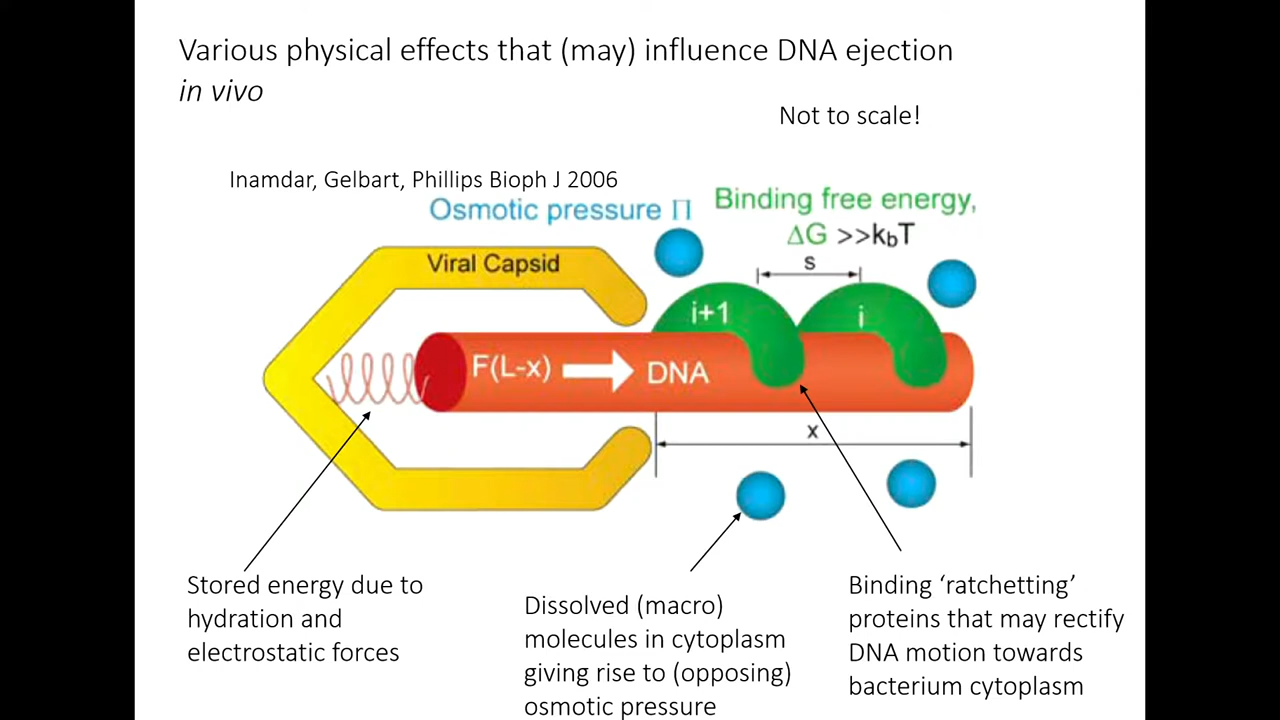 Various physical effects that (may) influence DNA ejection
in vivo
Not to scale!
Inamdar, Gelbart, Phillips Bioph J 2006
Osmotic pressure Π
Binding free energy,
ΔG >>kbT
s
Viral Capsid
i+1
i
F(L-x)
DNA
x
Stored energy due to
hydration and
electrostatic forces
Dissolved (macro)
molecules in cytoplasm
giving rise to (opposing)
osmotic pressure
Binding ‘ratchetting’
proteins that may rectify
DNA motion towards
bacterium cytoplasm